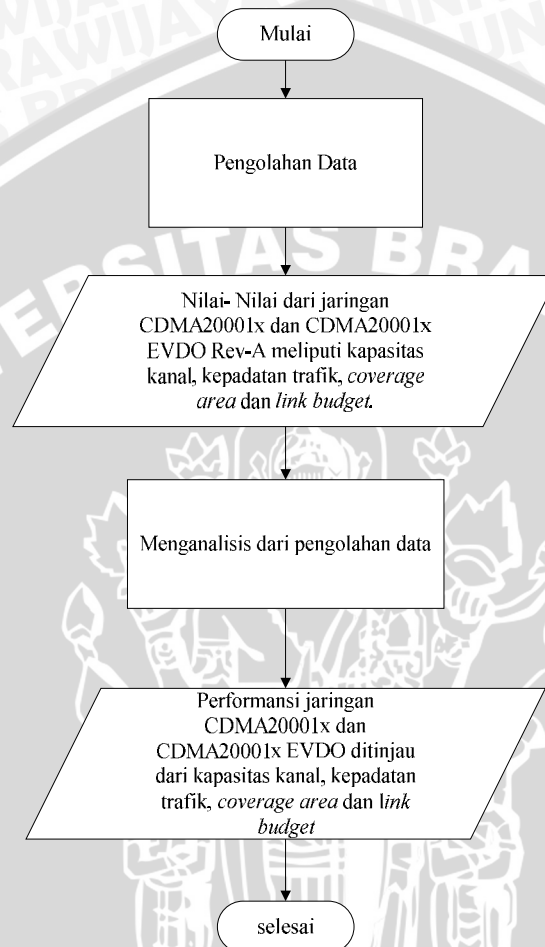 Mulai
Pengolahan Data
Nilai- Nilai dari jaringan
CDMA20001x dan CDMA20001x
EVDO Rev-A meliputi kapasitas
kanal, kepadatan trafik, coverage
area dan link budget.
Menganalisis dari pengolahan data
Performansi jaringan
CDMA20001x dan
CDMA20001x EVDO ditinjau
dari kapasitas kanal, kepadatan
trafik, coverage area dan link
budget
selesai